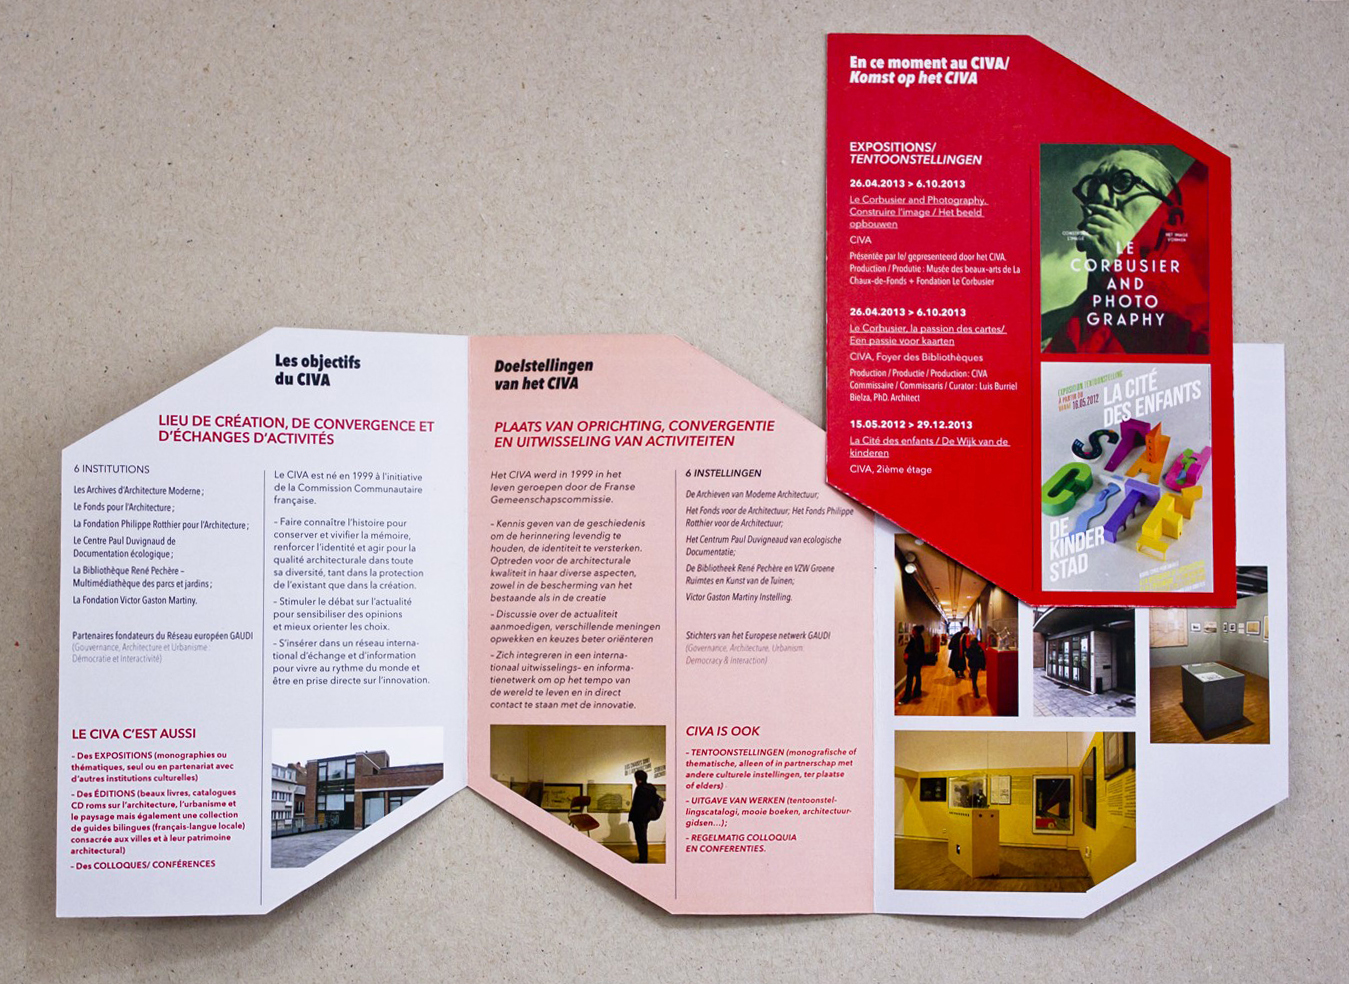 Les objectifs
du CIVA
LIEU DE CRÉATION, DE CONVERGENCE ET
D'ÉCHANGES D'ACTIVITÉS
6 INSTITUTIONS
Les Archives d'Architecture Moderne ;
Le Fonds pour l'Architecture ;
La Fondation Philippe Rotthier pour l'Architecture ;
Le Centre Paul Duvignaud de
Documentation écologique ;
La Bibliothèque René Pechère –
Multimédiathèque des parcs et jardins ;
La Fondation Victor Gaston Martiny.
Partenaires fondateurs du Réseau européen GAUDI
(Gouvernance, Architecture et Urbanisme :
Démocratie et Interactivité)
LE CIVA C'EST AUSSI
– Des EXPOSITIONS (monographies ou
thématiques, seul ou en partenariat avec
d'autres institutions culturelles)
– Des ÉDITIONS (beaux livres, catalogues
CD roms sur l'architecture, l'urbanisme et
le paysage mais également une collection
de guides bilingues (français-langue locale)
consacrée aux villes et à leur patrimoine
architectural)
– Des COLLOQUES/ CONFÉRENCES
Le CIVA est né en 1999 à l'initiative
de la Commission Communautaire
française.
– Faire connaître l'histoire pour
conserver et vivifier la mémoire,
renforcer l'identité et agir pour la
qualité architecturale dans toute
sa diversité, tant dans la protection
de l'existant que dans la création.
– Stimuler le débat sur l'actualité
pour sensibiliser des opinions
et mieux orienter les choix.
– S'insérer dans un réseau interna-
tional d'échange et d'information
pour vivre au rythme du monde et
être en prise directe sur l'innovation.
Doelstellingen
van het CIVA
PLAATS VAN OPRICHTING, CONVERGENTIE
EN UITWISSELING VAN ACTIVITEITEN
Het CIVA werd in 1999 in het
leven geroepen door de Franse
Gemeenschapscommissie.
– Kennis geven van de geschiedenis
om de herinnering levendig te
houden, de identiteit te versterken.
Optreden voor de architecturale
kwaliteit in haar diverse aspecten,
zowel in de bescherming van het
bestaande als in de creatie
– Discussie over de actualiteit
aanmoedigen, verschillende meningen
opwekken en keuzes beter oriënteren
– Zich integreren in een interna-
tionaal uitwisselings- en informa-
tienetwerk om op het tempo van
de wereld te leven en in direct
contact te staan met de innovatie.
6 INSTELLINGEN
De Archieven van Moderne Architectuur;
Het Fonds voor de Architectuur; Het Fonds Philippe
Rotthier voor de Architectuur;
Het Centrum Paul Duvigneaud van ecologische
Documentatie;
De Bibliotheek René Pechère en VZW Groene
Ruimtes en Kunst van de Tuinen;
Victor Gaston Martiny Instelling.
Stichters van het Europese netwerk GAUDI
(Governance, Architecture, Urbanism:
Democracy & Interaction)
CIVA IS OOK
– TENTOONSTELLINGEN (monografische of
thematische, alleen of in partnerschap met
andere culturele instellingen, ter plaatse
of elders)
– UITGAVE VAN WERKEN (tentoonstel-
lingscatalogi, mooie boeken, architectuur-
gidsen...);
– REGELMATIG COLLOQUIA
EN CONFERENTIES.
En ce moment au CIVA/
Komst op het CIVA
EXPOSITIONS/
TENTOONSTELLINGEN
26.04.2013 > 6.10.2013
Le Corbusier and Photography,
Construire l'image / Het beeld
opbouwen
CIVA
Présentée par le/ gepresenteerd door het CIVA.
Production / Produtie : Musée des beaux-arts de La
Chaux-de-Fonds + Fondation Le Corbusier
26.04.2013 > 6.10.2013
Le Corbusier, la passion des cartes/
Een passie voor kaarten
CIVA, Foyer des Bibliothèques
Production / Productie / Production: CIVA
Commissaire / Commissaris / Curator : Luis Burriel
Bielza, PhD. Architect
15.05.2012 > 29.12.2013
La Cité des enfants / De Wijk van de
kinderen
CIVA, 2ième étage
LE
CORBUSIER
AND
PHOTO
GRAPHY
EXPOSITION TENTOONSTELLING
À PARTIR DU
VANAF 16.05.2012
LA CITÉ
DES ENFANTS
DE
KINDER
STAD